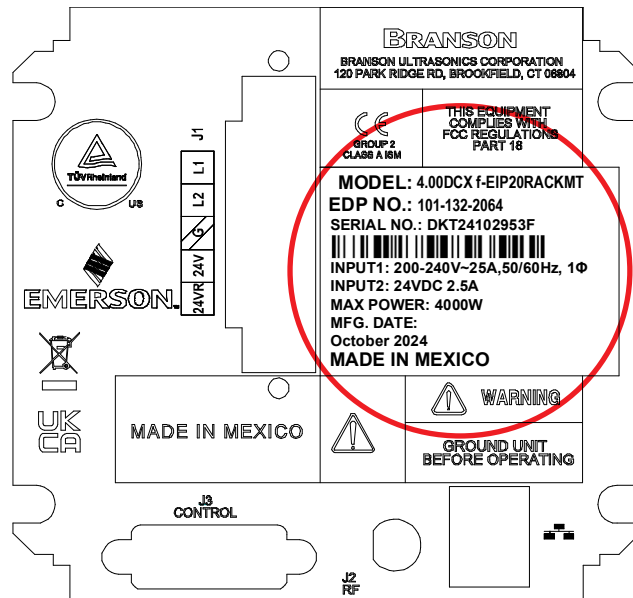 BRANSON
BRANSON ULTRASONICS CORPORATION
120 PARK RIDGE RD, BROOKFIELD, CT 06804
CE
GROUP 2
CLASS A ISM
THIS EQUIPMENT
COMPLIES WITH
FCC REGULATIONS
PART 18
J1
L1
L2
G
24V
24VR
TÜVRheinland
C US
EMERSON™
MODEL: 4.00DCX f-EIP20RACKMT
EDP NO.: 101-132-2064
SERIAL NO.: DKT24102953F
INPUT1: 200-240V~25A,50/60Hz, 1Φ
INPUT2: 24VDC 2.5A
MAX POWER: 4000W
MFG. DATE:
October 2024
MADE IN MEXICO
UK
CA
MADE IN MEXICO
WARNING
GROUND UNIT
BEFORE OPERATING
J3
CONTROL
J2
RF